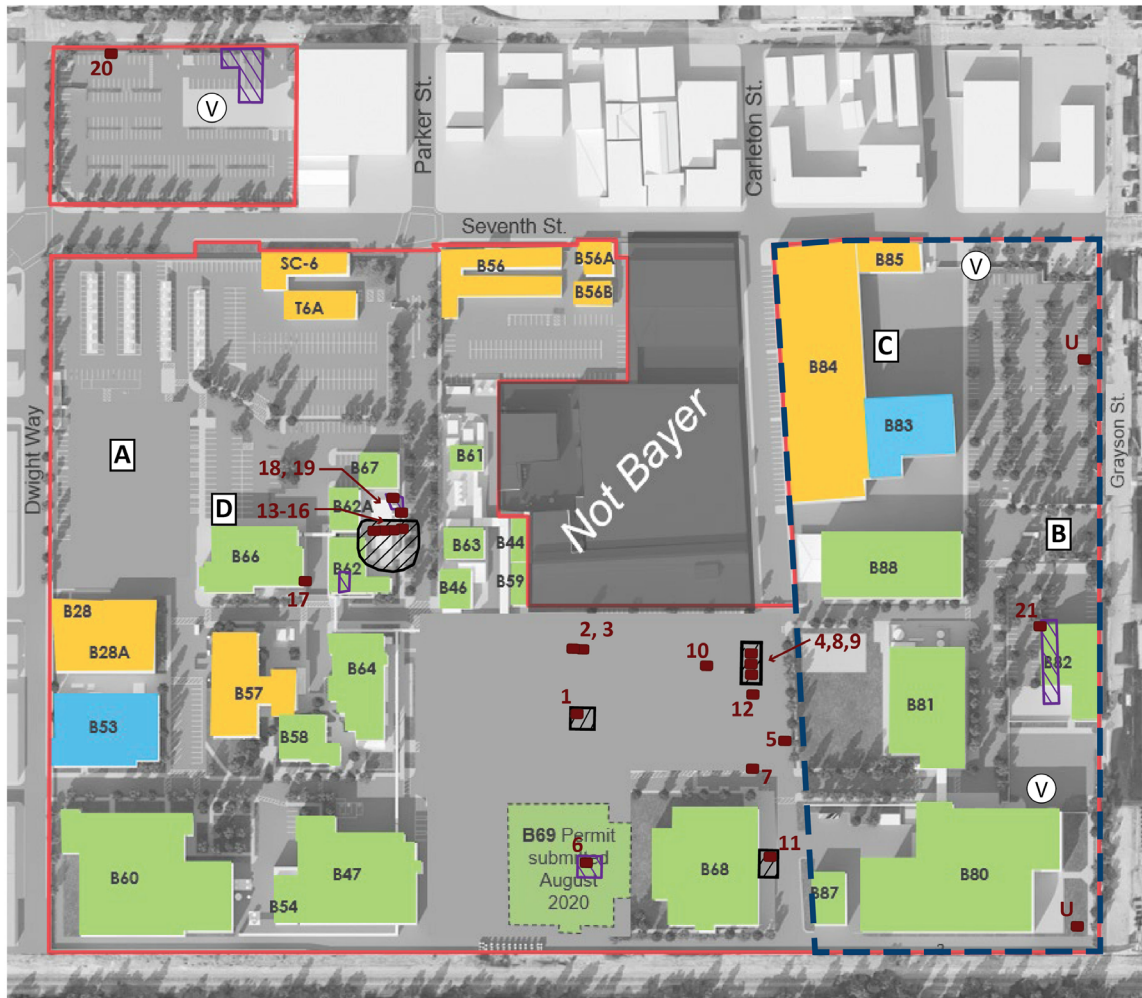 20
V
Parker St.
Carleton St.
Seventh St.
SC-6
T6A
B56
B56A
B56B
B85
V
B84
C
B83
U
Grayson St.
Dwight Way
A
Not Bayer
B67
18, 19
B62A
13-16
D
B61
B66
B62
B63
B44
B46
B59
17
B88
B
B28
B28A
2, 3
10
4,8,9
21
B82
B57
B64
B81
B53
B58
1
12
5
7
V
B60
B47
B54
B69 Permit
6
submitted
August
2020
B68
11
B87
B80
U